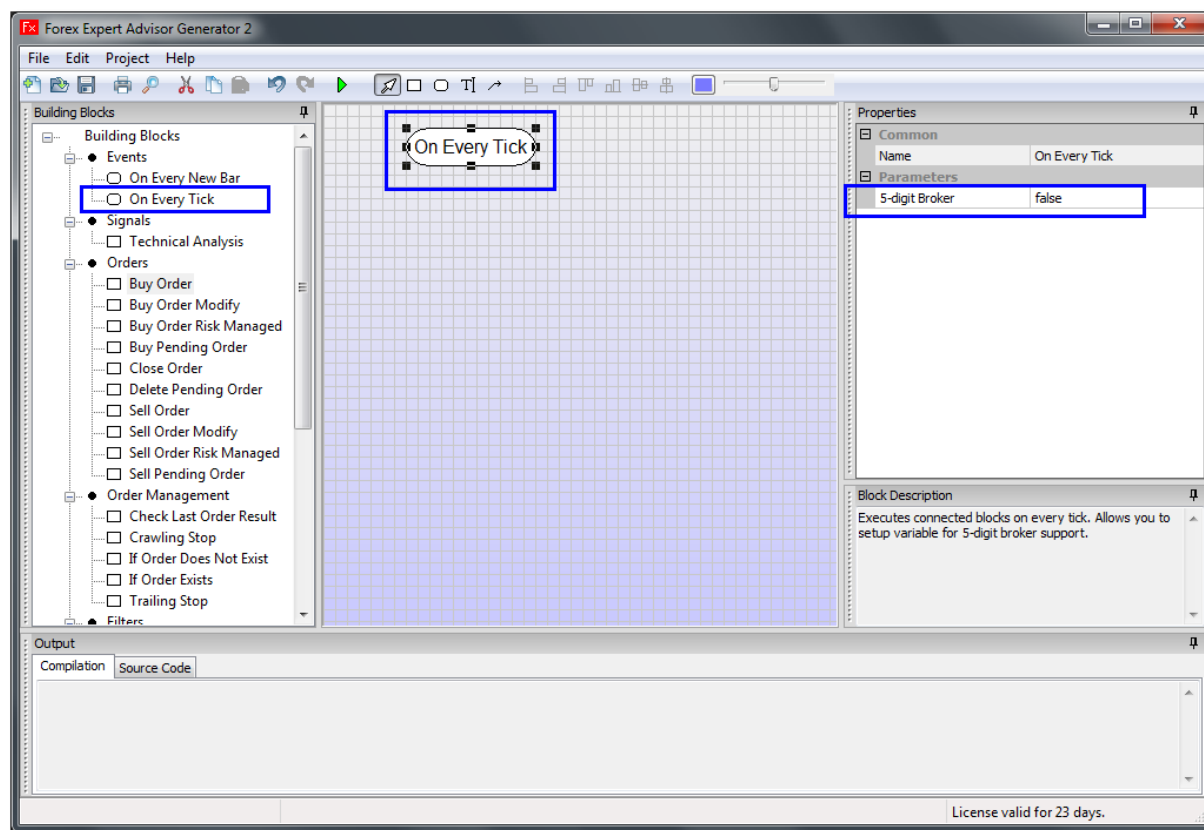 Forex Expert Advisor Generator 2
File Edit Project Help
Building Blocks
Building Blocks
Events
On Every New Bar
On Every Tick
Signals
Technical Analysis
Orders
Buy Order
Buy Order Modify
Buy Order Risk Managed
Buy Pending Order
Close Order
Delete Pending Order
Sell Order
Sell Order Modify
Sell Order Risk Managed
Sell Pending Order
Order Management
Check Last Order Result
Crawling Stop
If Order Does Not Exist
If Order Exists
Trailing Stop
Filters
On Every Tick
Properties
Common
Name On Every Tick
Parameters
5-digit Broker false
Block Description
Executes connected blocks on every tick. Allows you to
setup variable for 5-digit broker support.
Output
Compilation Source Code
License valid for 23 days.